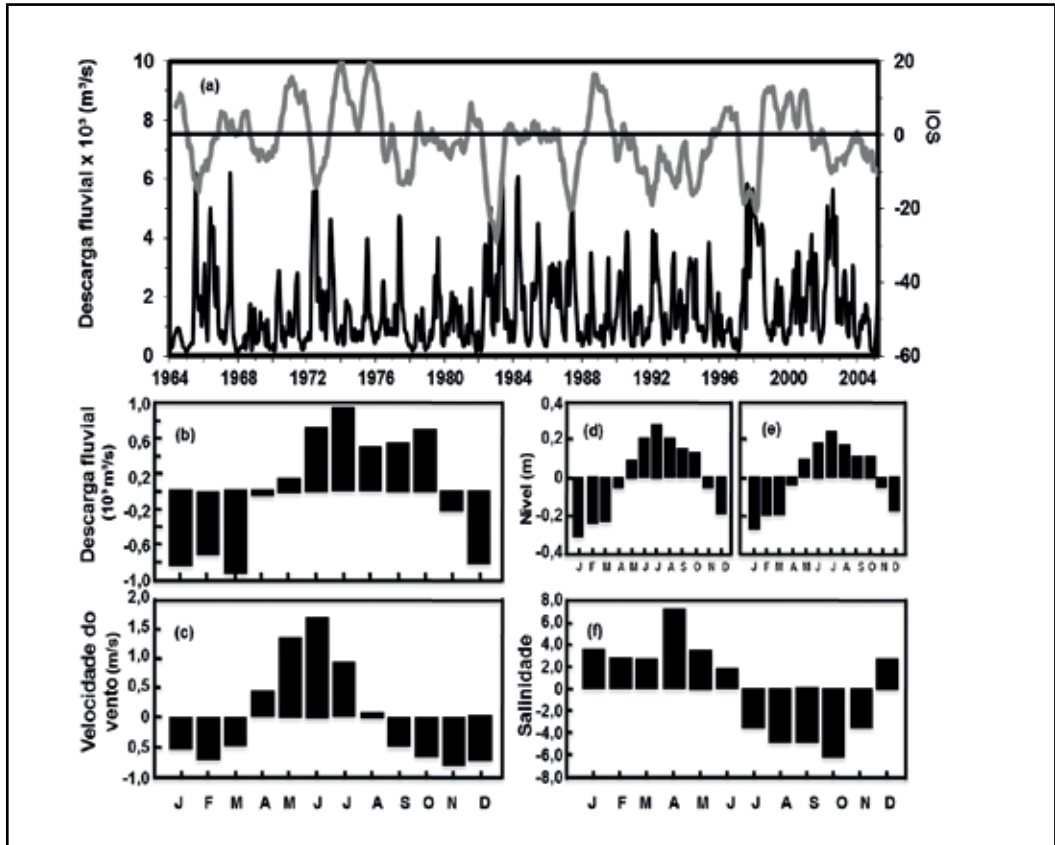 (a)
Descarga fluvial x 10³ (m³/s)
10
8
6
4
2
0
IOS
20
0
-20
-40
-60
1964 1968 1972 1976 1980 1984 1988 1992 1996 2000 2004
(b)
Descarga fluvial
(10³m³/s)
1,0
0,6
0,2
-0,2
-0,6
-1,0
(d)
Nível (m)
0,4
0,2
0
-0,2
-0,4
J F M A M J J A S O N D
(e)
J F M A M J J A S O N D
(c)
Velocidade do
vento (m/s)
2,0
1,5
1,0
0,5
0
0,5
-1,0
J F M A M J J A S O N D
(f)
Salinidade
8,0
6,0
4,0
2,0
0
-2,0
-4,0
-6,0
-8,0
J F M A M J J A S O N D